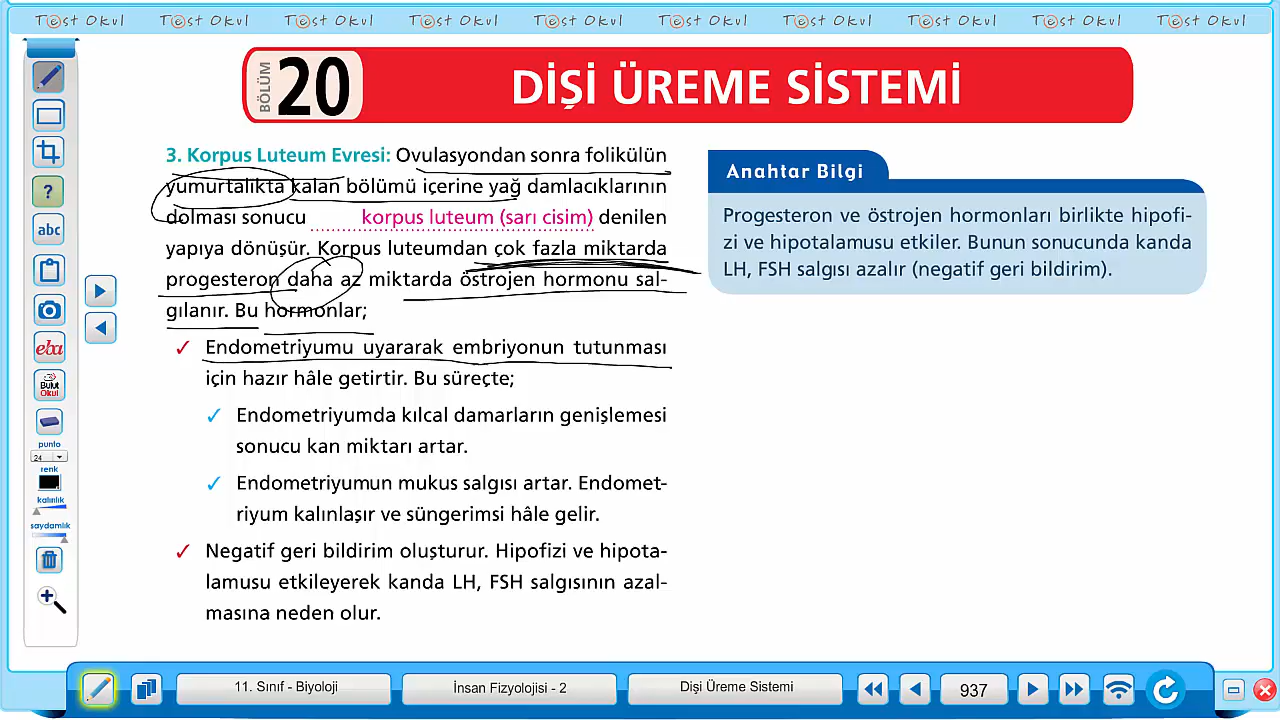 Test Okul Test Okul Test Okul Test Okul Test Okul Test Okul Test Okul Test Okul Test Okul Test Okul
BÖLÜM 20 DİŞİ ÜREME SİSTEMİ
3. Korpus Luteum Evresi: Ovulasyondan sonra folikülün
yumurtalıkta kalan bölümü içerine yağ damlacıklarının
dolması sonucu korpus luteum (sarı cisim) denilen
yapıya dönüşür. Korpus luteumdan çok fazla miktarda
progesteron daha az miktarda östrojen hormonu sal-
gılanır. Bu hormonlar;
✓ Endometriyumu uyararak embriyonun tutunması
için hazır hâle getirtir. Bu süreçte;
✓ Endometriyumda kılcal damarların genişlemesi
sonucu kan miktarı artar.
✓ Endometriyumun mukus salgısı artar. Endomet-
riyum kalınlaşır ve süngerimsi hâle gelir.
✓ Negatif geri bildirim oluşturur. Hipofizi ve hipota-
lamusu etkileyerek kanda LH, FSH salgısının azal-
masına neden olur.
Anahtar Bilgi
Progesteron ve östrojen hormonları birlikte hipofi-
zi ve hipotalamusu etkiler. Bunun sonucunda kanda
LH, FSH salgısı azalır (negatif geri bildirim).
?
abc
eba
Bulut
Okul
punto
24
renk
kalınlık
saydamlık
11. Sınıf - Biyoloji
İnsan Fizyolojisi - 2
Dişi Üreme Sistemi
937